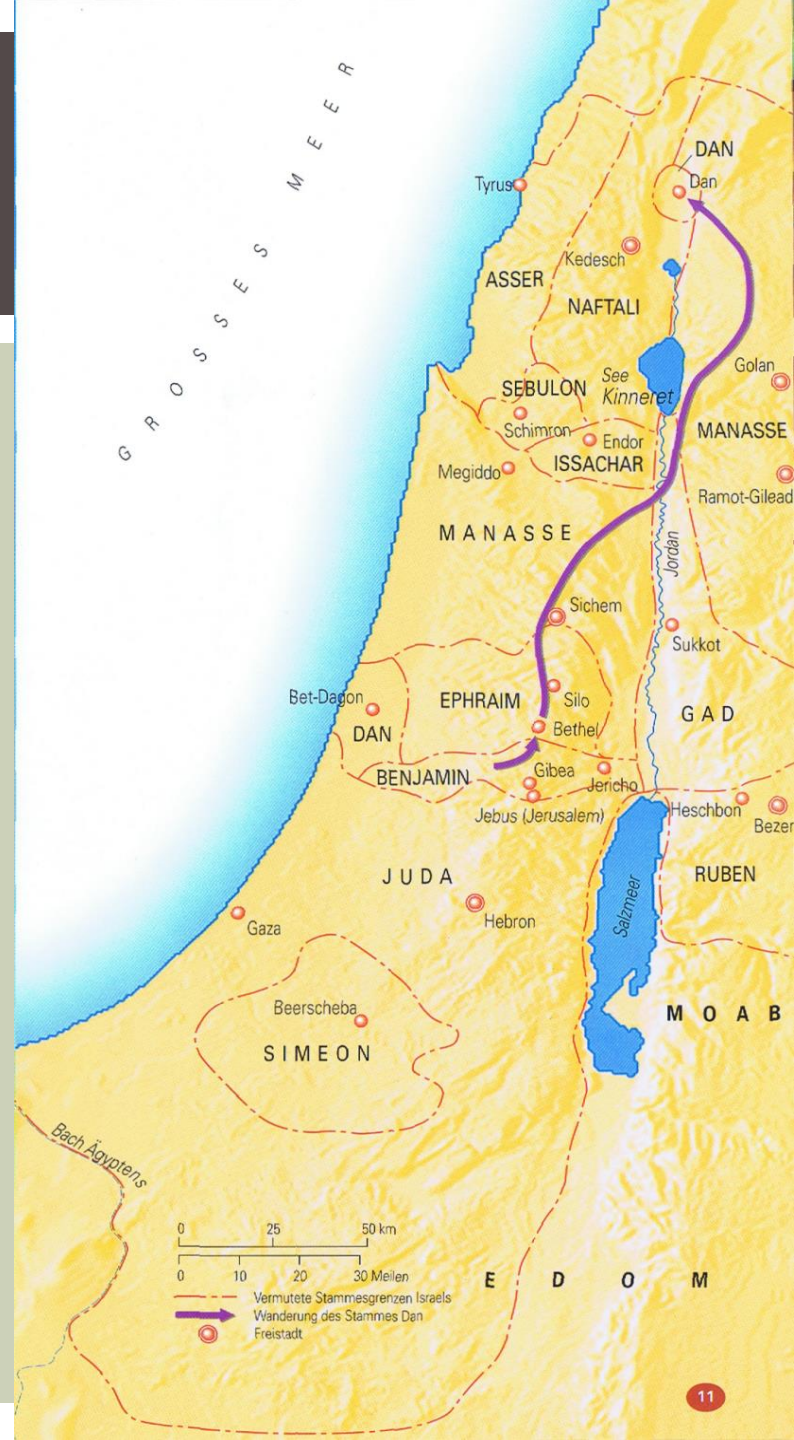 GROSSES MEER
DAN
Tyrus
Dan
Kedesch
ASSER
NAFTALI
Golan
SEBULON
See
Kinneret
Schimron
Endor
MANASSE
Megiddo
ISSACHAR
Ramot-Gilead
MANASSE
Jordan
Sichem
Sukkot
Bet-Dagon
EPHRAIM
Silo
GAD
DAN
Bethel
BENJAMIN
Gibea
Jericho
Jebus (Jerusalem)
Heschbon
Bezer
JUDA
RUBEN
Salzmeer
Hebron
Gaza
Beerscheba
MOAB
SIMEON
Bach Ägyptens
0 25 50 km
0 10 20 30 Meilen
EDOM
Vermutete Stammesgrenzen Israels
Wanderung des Stammes Dan
Freistadt
11